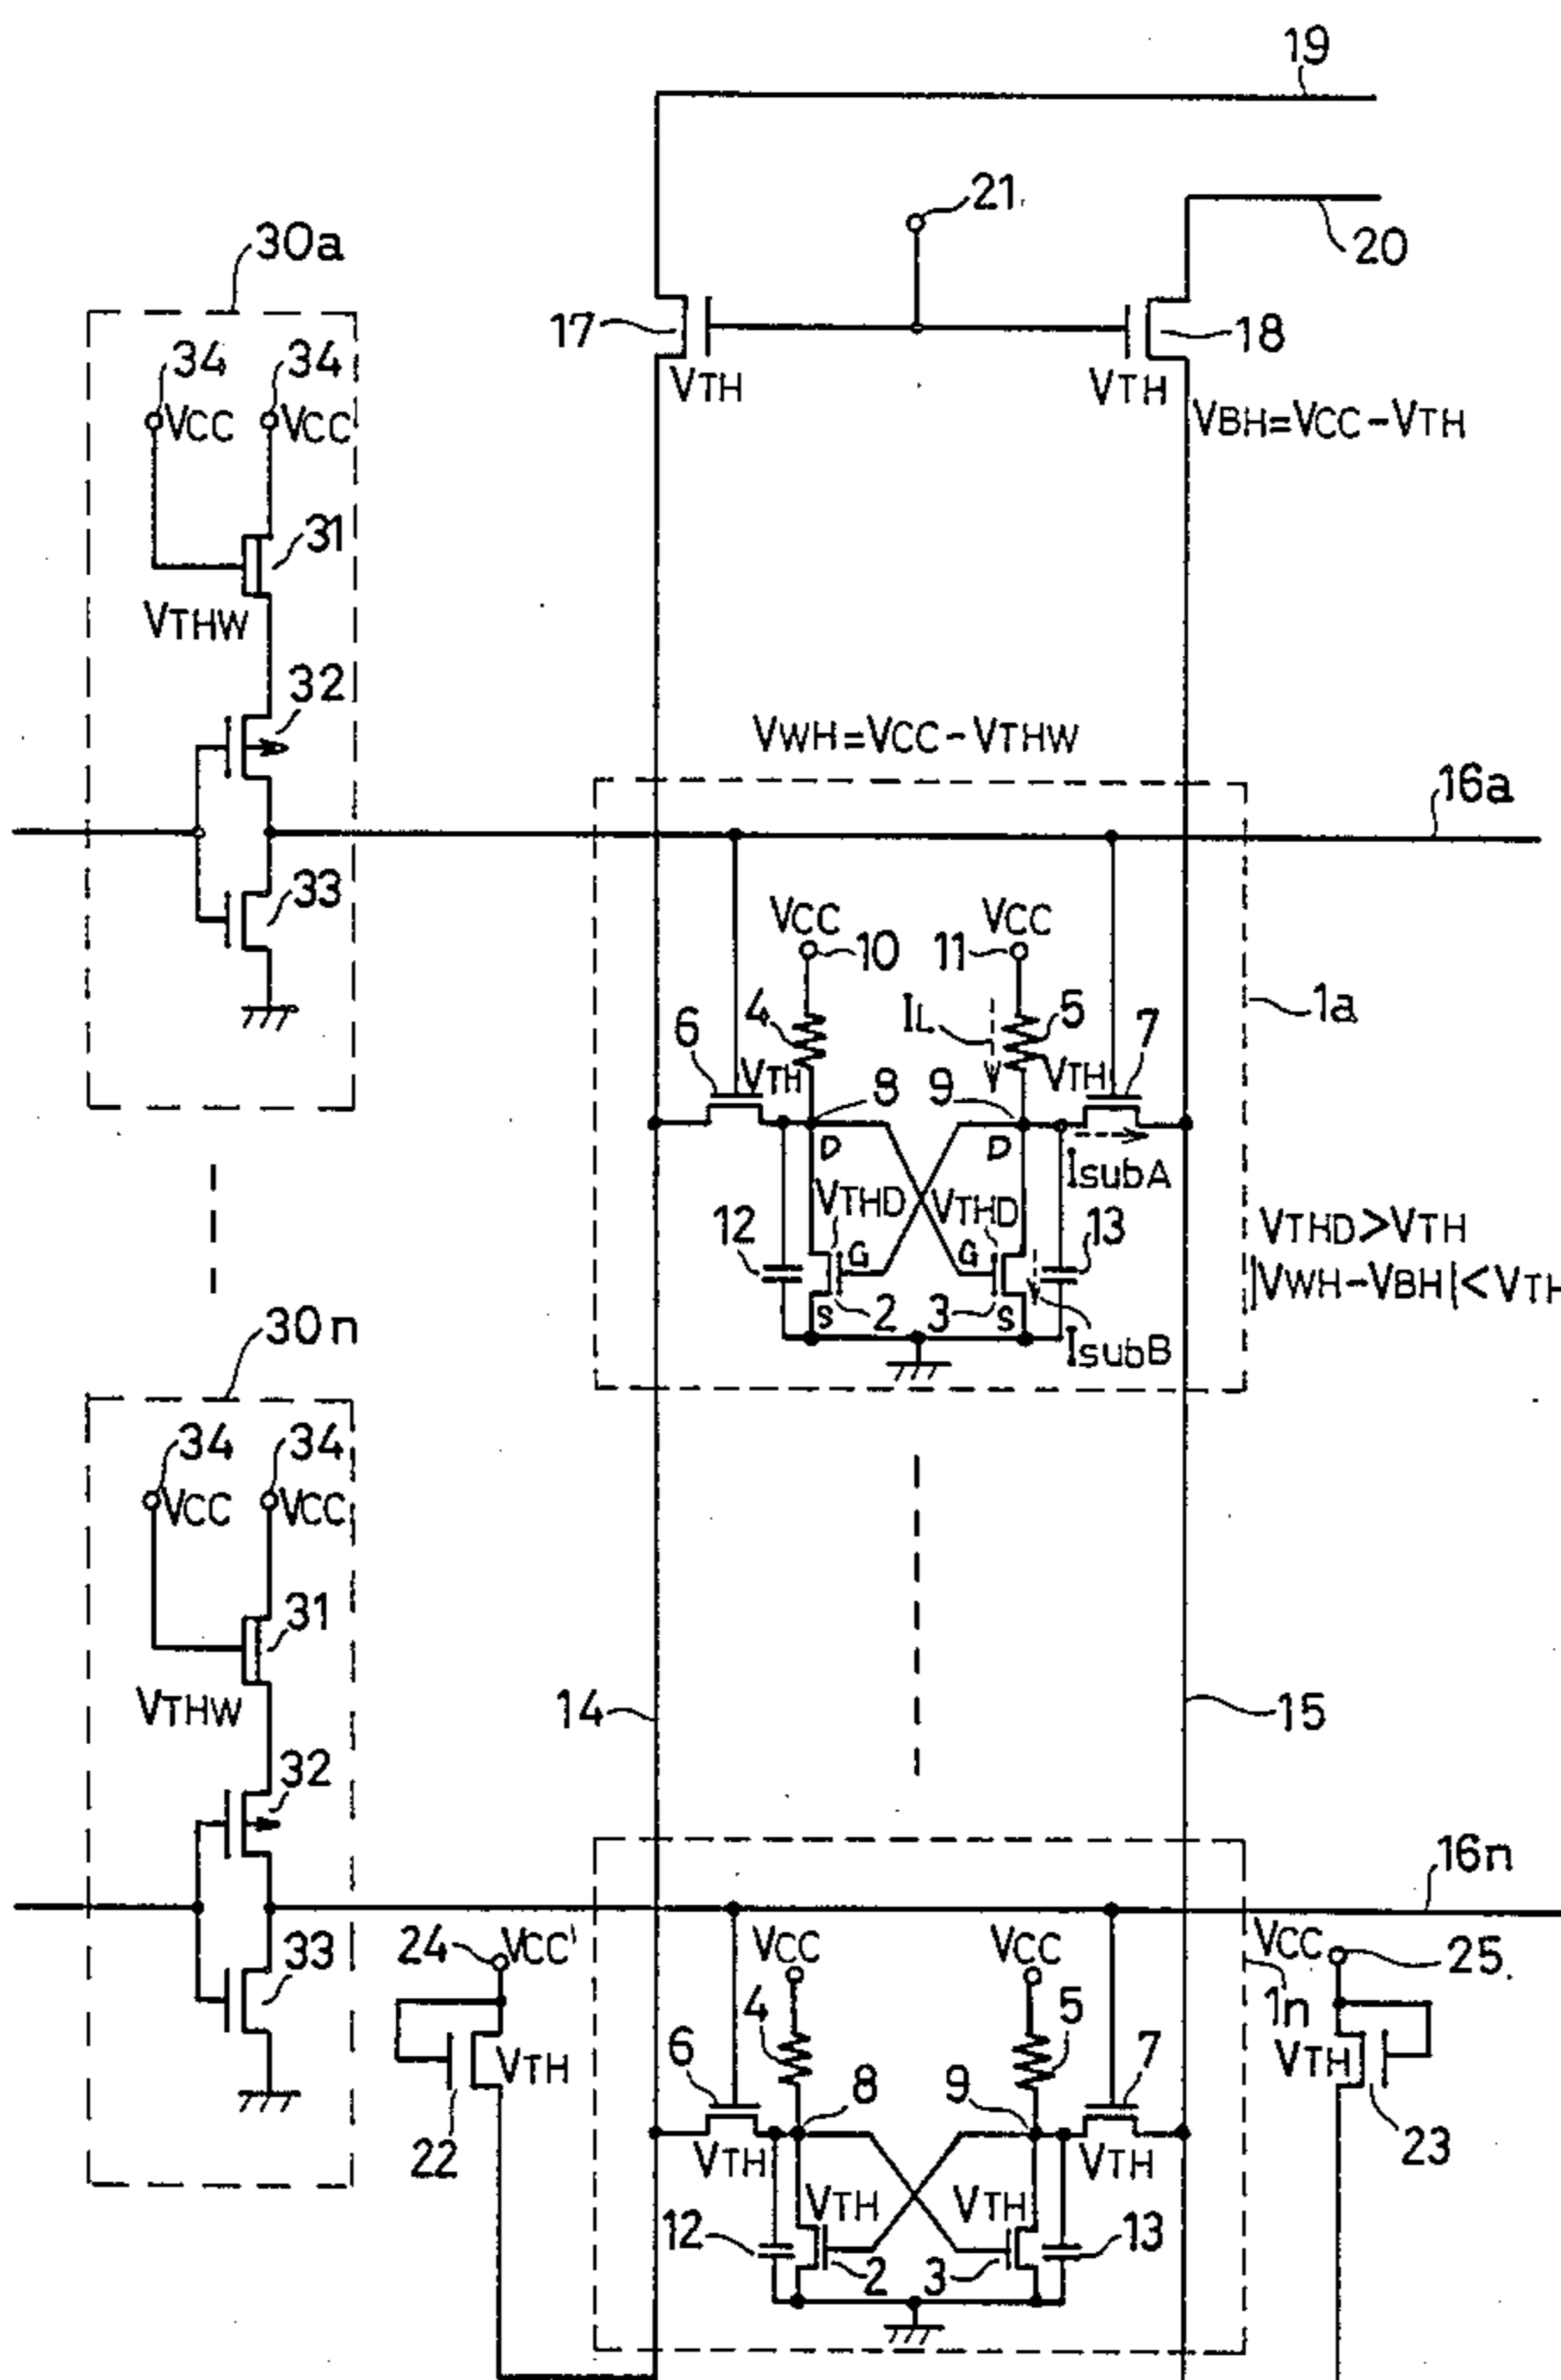 19
21
20
30a
17
18
34 34
VTH
VTH
VCC VCC
VBH=VCC-VTH
31
VTHW
32
VWH=VCC-VTHW
16a
33
VCC VCC
10 11
1a
6 4 IL 5 7
VTH VTH
8 9
D D
IsubA
VTHD VTHD
12 G G 13
VTHD>VTH
|VWH-VBH|<VTH
S 2 3 S
IsubB
30n
34 34
VCC VCC
31
VTHW
14 15
32
16n
33
24 VCC'
VCC VCC
VCC 25
1n
4 5
6 7
VTH
VTH
8 9
22
23
VTH VTH
VTH VTH
12 13
2 3